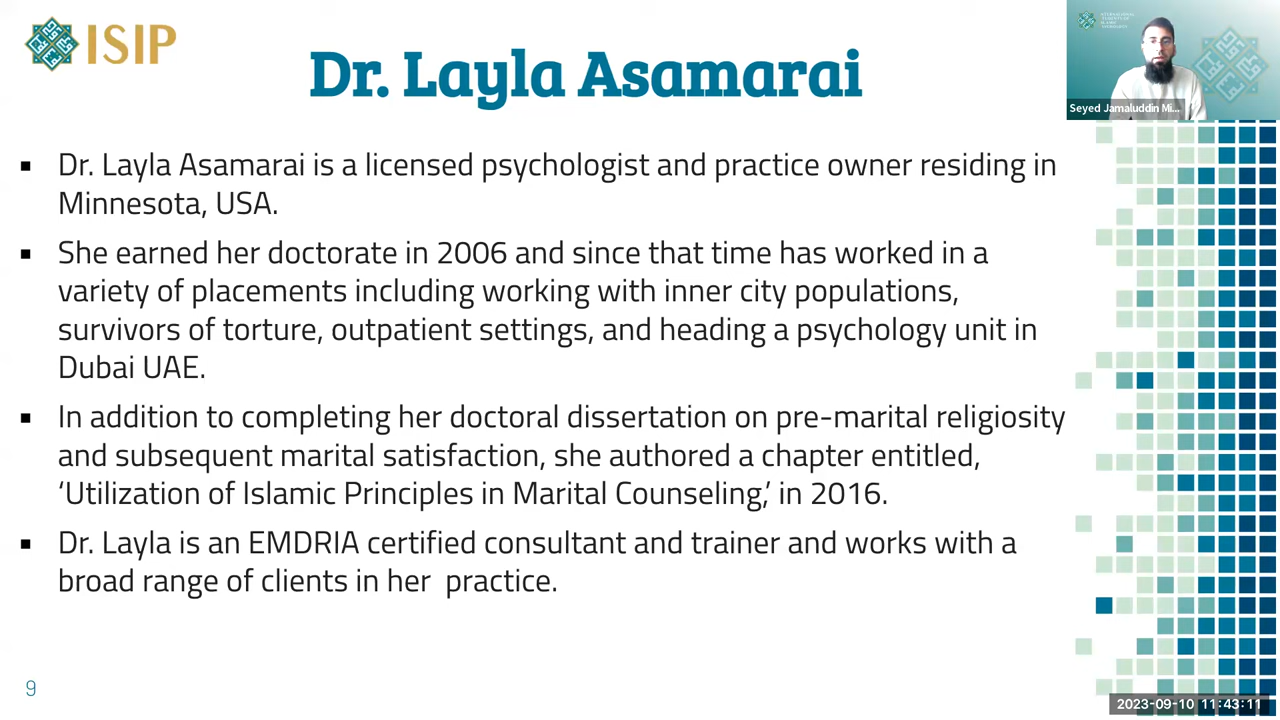 ISIP
Dr. Layla Asamarai
Seyed Jamaluddin Mi...
▪ Dr. Layla Asamarai is a licensed psychologist and practice owner residing in
Minnesota, USA.
▪ She earned her doctorate in 2006 and since that time has worked in a
variety of placements including working with inner city populations,
survivors of torture, outpatient settings, and heading a psychology unit in
Dubai UAE.
▪ In addition to completing her doctoral dissertation on pre-marital religiosity
and subsequent marital satisfaction, she authored a chapter entitled,
‘Utilization of Islamic Principles in Marital Counseling,’ in 2016.
▪ Dr. Layla is an EMDRIA certified consultant and trainer and works with a
broad range of clients in her practice.
9
2023-09-10 11:43:11